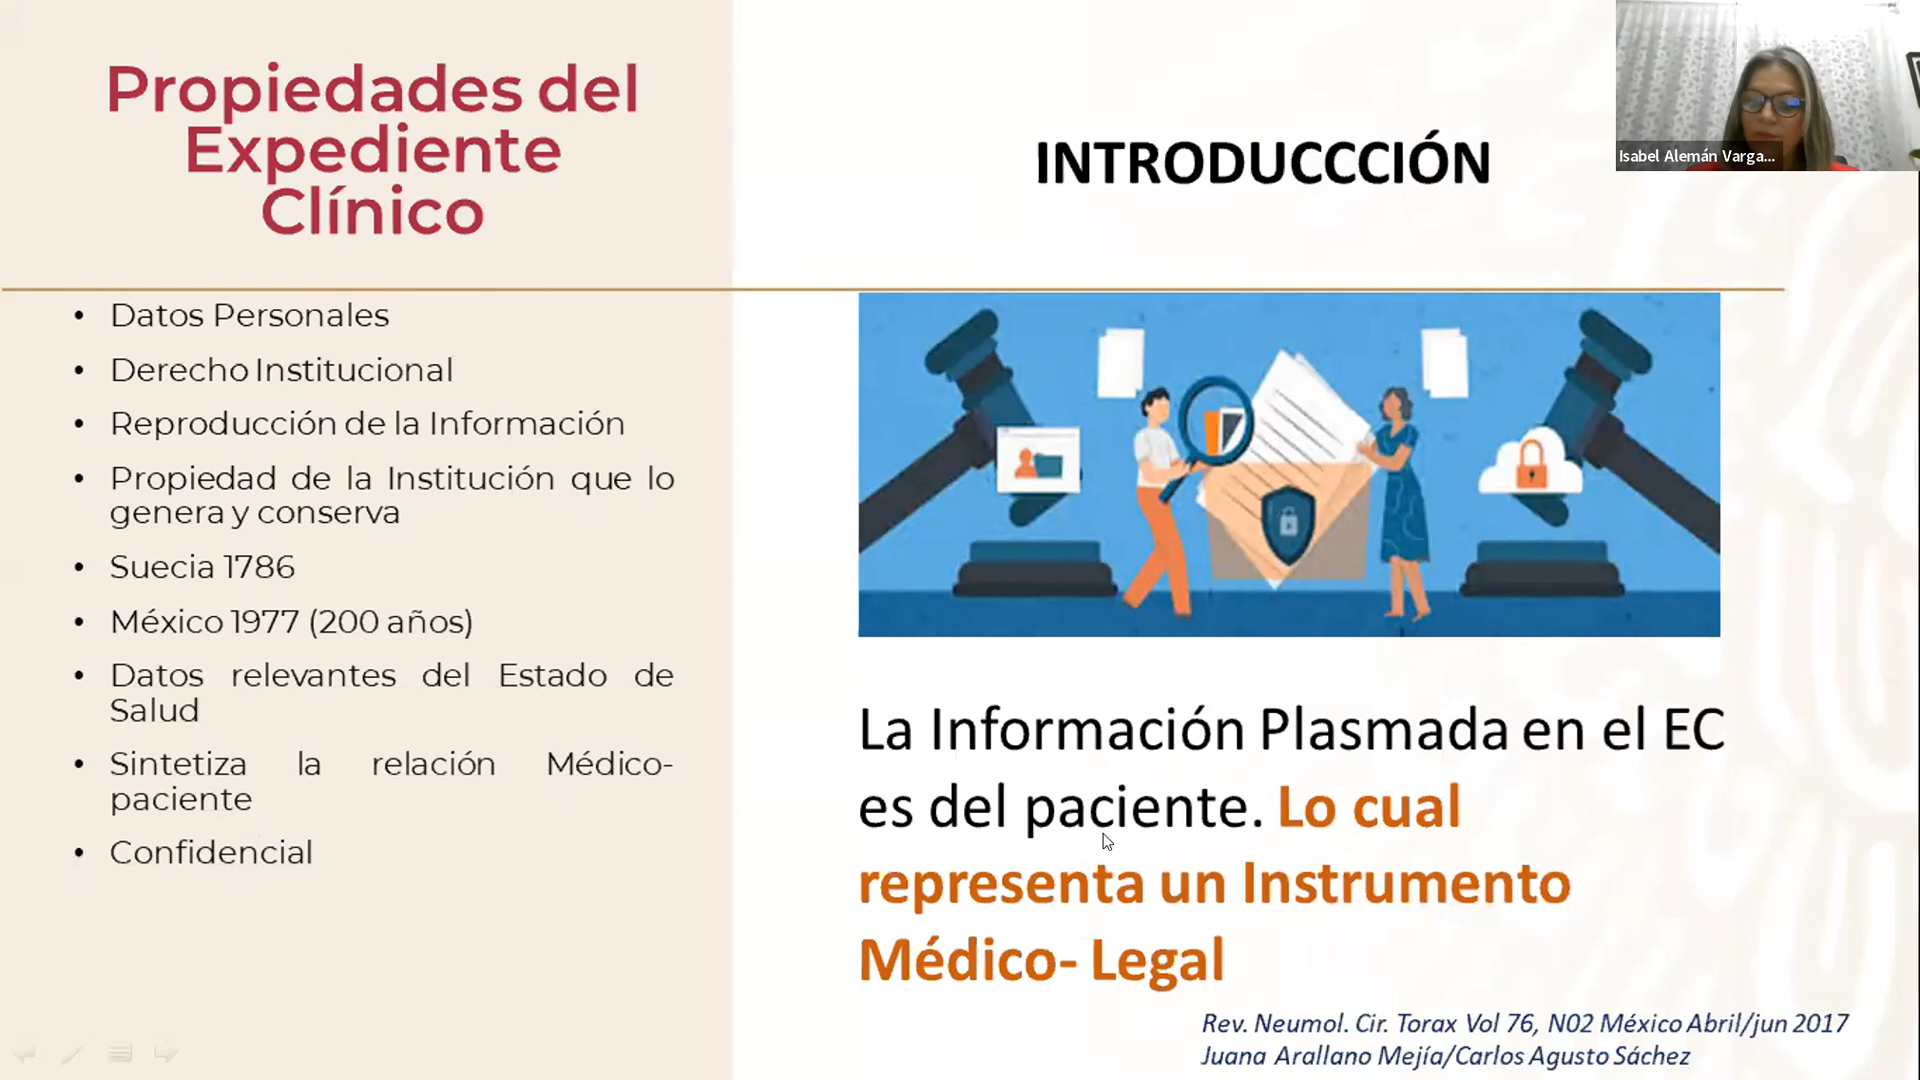 Propiedades del
Expediente
Clínico
• Datos Personales
• Derecho Institucional
• Reproducción de la Información
• Propiedad de la Institución que lo
genera y conserva
• Suecia 1786
• México 1977 (200 años)
• Datos relevantes del Estado de
Salud
• Sintetiza la relación Médico-
paciente
• Confidencial
INTRODUCCCIÓN
Isabel Alemán Varga...
La Información Plasmada en el EC
es del paciente. Lo cual
representa un Instrumento
Médico- Legal
Rev. Neumol. Cir. Torax Vol 76, N02 México Abril/jun 2017
Juana Arallano Mejía/Carlos Agusto Sáchez